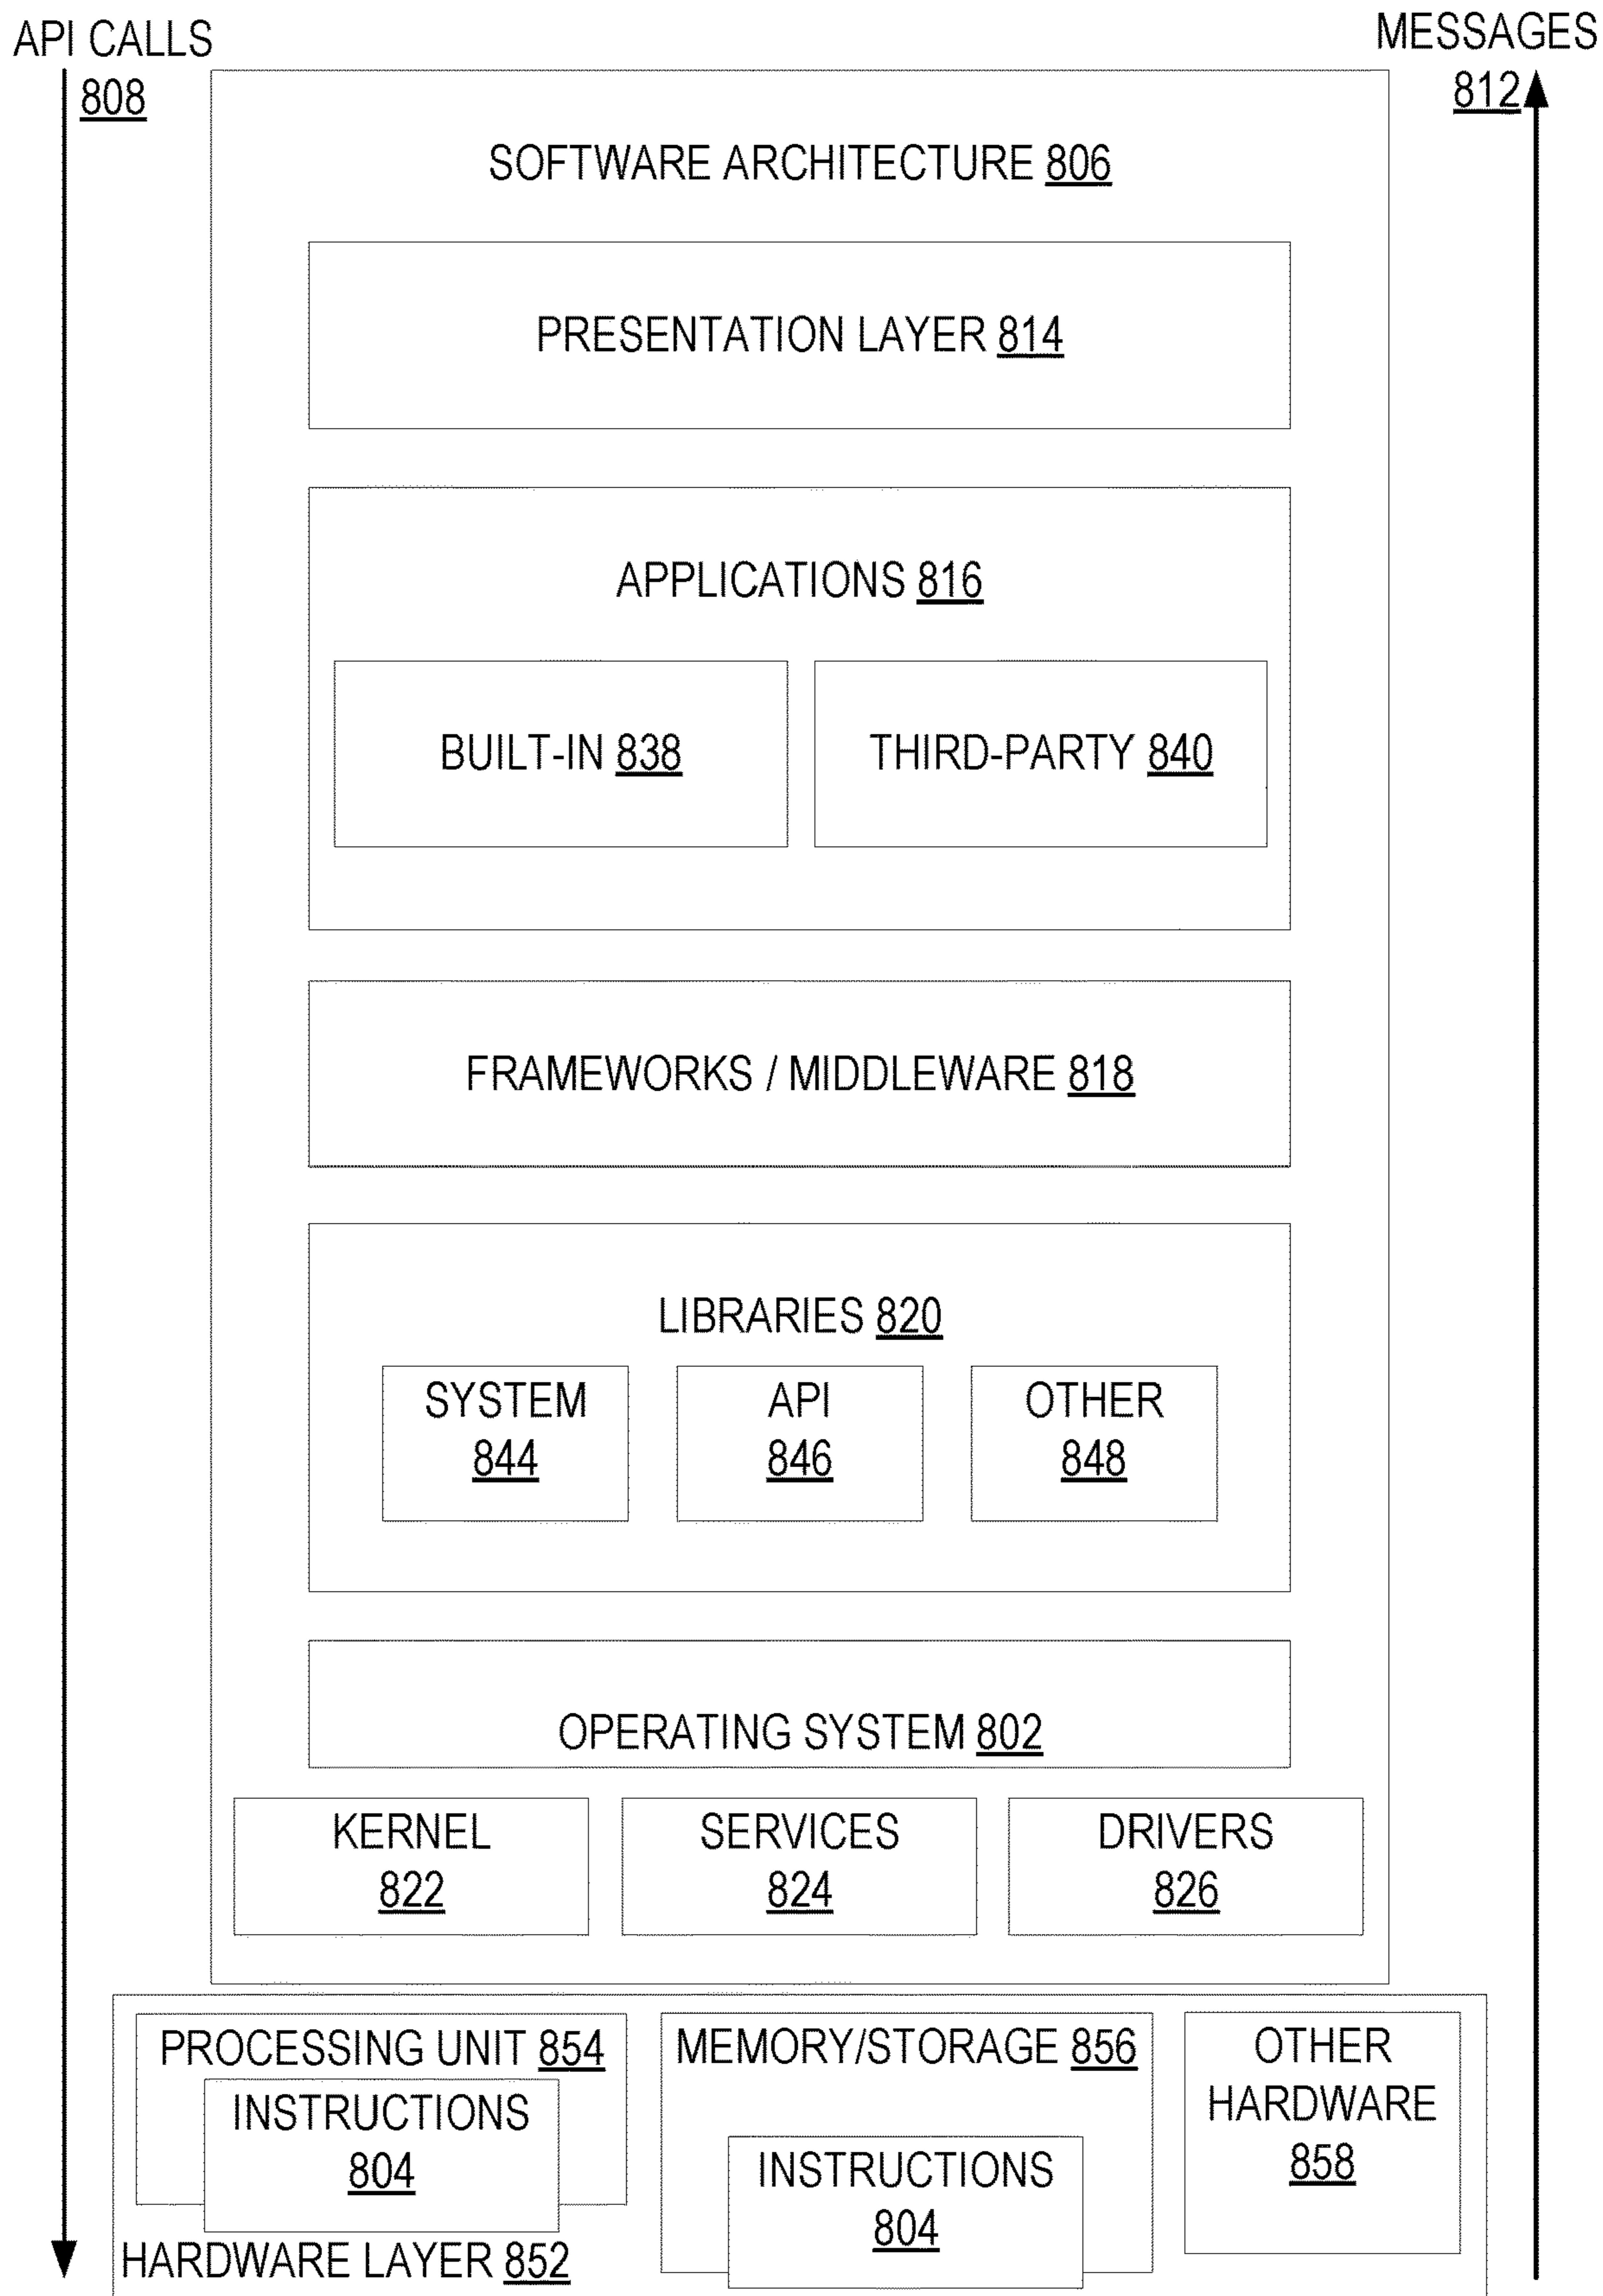 API CALLS
808
MESSAGES
812
SOFTWARE ARCHITECTURE 806
PRESENTATION LAYER 814
APPLICATIONS 816
BUILT-IN 838
THIRD-PARTY 840
FRAMEWORKS / MIDDLEWARE 818
LIBRARIES 820
SYSTEM
844
API
846
OTHER
848
OPERATING SYSTEM 802
KERNEL
822
SERVICES
824
DRIVERS
826
PROCESSING UNIT 854
INSTRUCTIONS
804
MEMORY/STORAGE 856
INSTRUCTIONS
804
OTHER
HARDWARE
858
HARDWARE LAYER 852